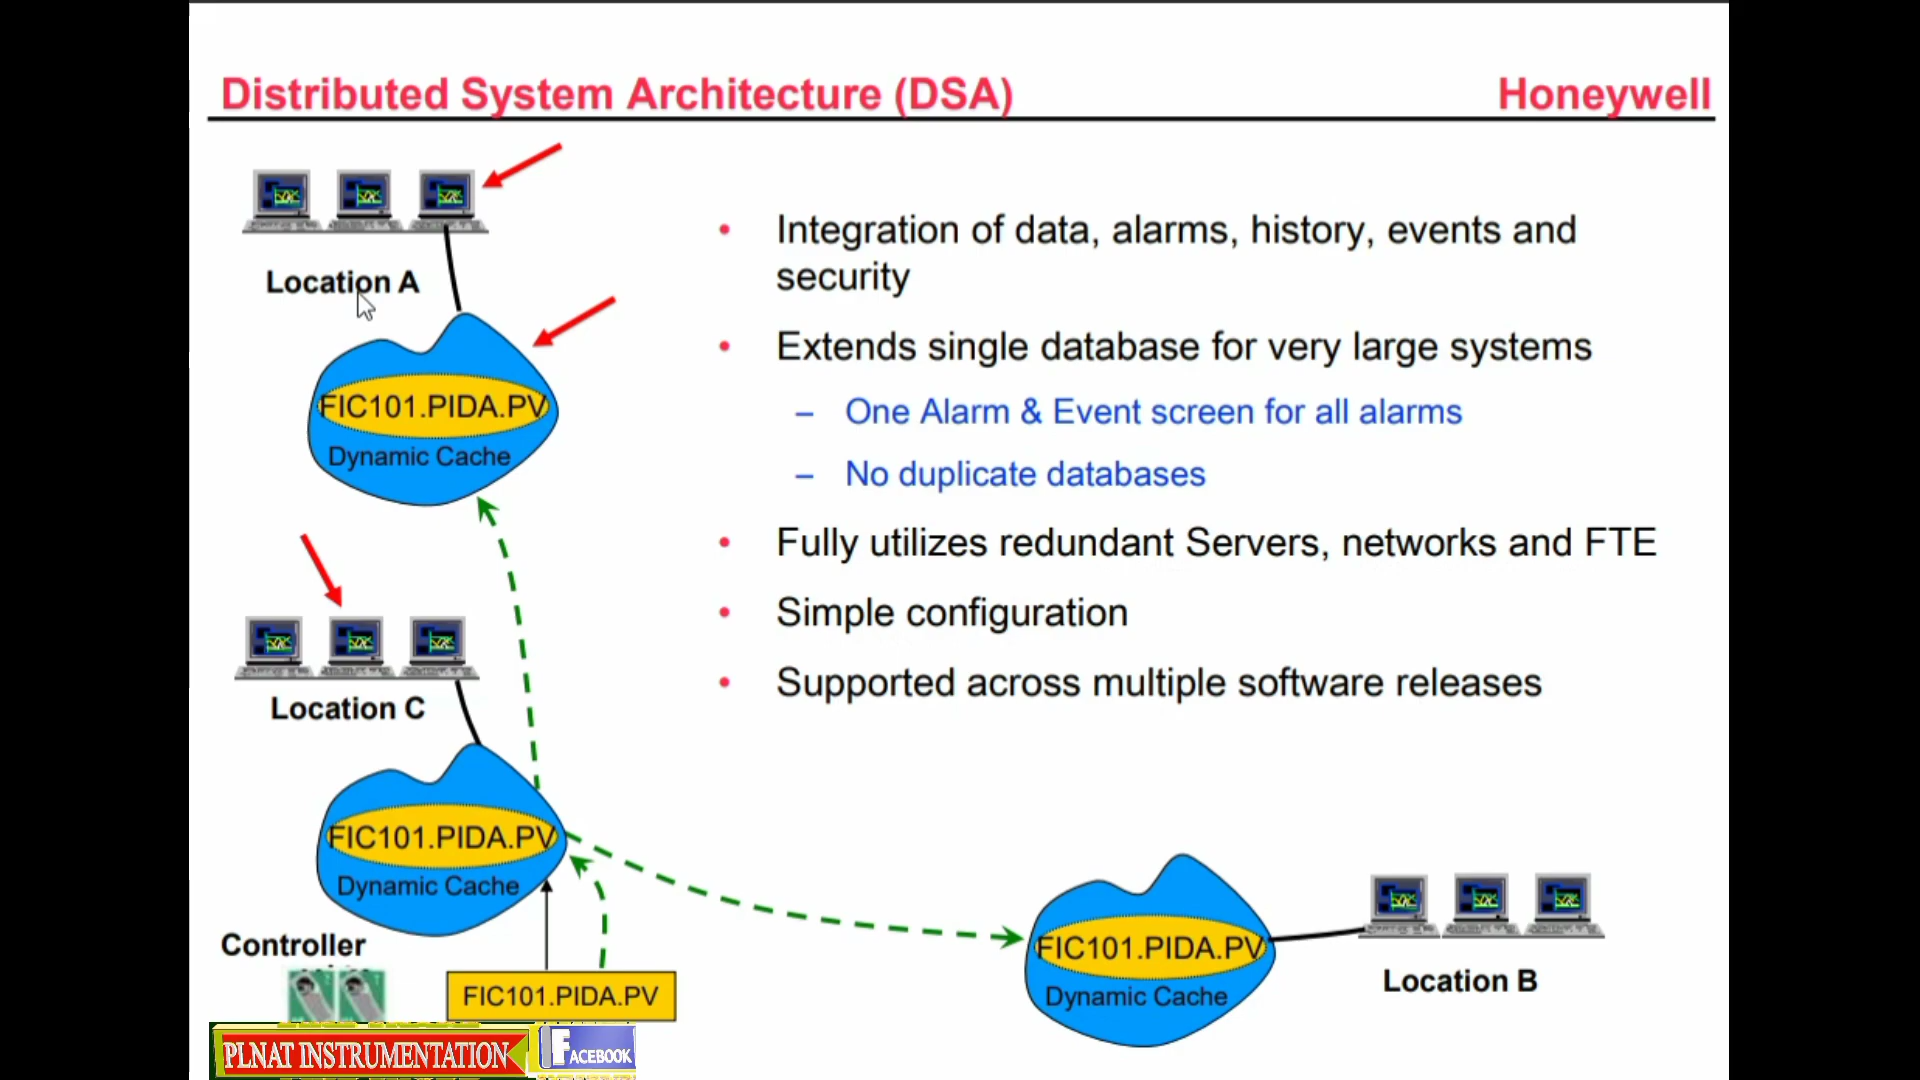 Distributed System Architecture (DSA)
Honeywell
Location A
FIC101.PIDA.PV
Dynamic Cache
Location C
FIC101.PIDA.PV
Dynamic Cache
Controller
FIC101.PIDA.PV
• Integration of data, alarms, history, events and
security
• Extends single database for very large systems
– One Alarm & Event screen for all alarms
– No duplicate databases
• Fully utilizes redundant Servers, networks and FTE
• Simple configuration
• Supported across multiple software releases
FIC101.PIDA.PV
Dynamic Cache
Location B
PLNAT INSTRUMENTATION
FACEBOOK